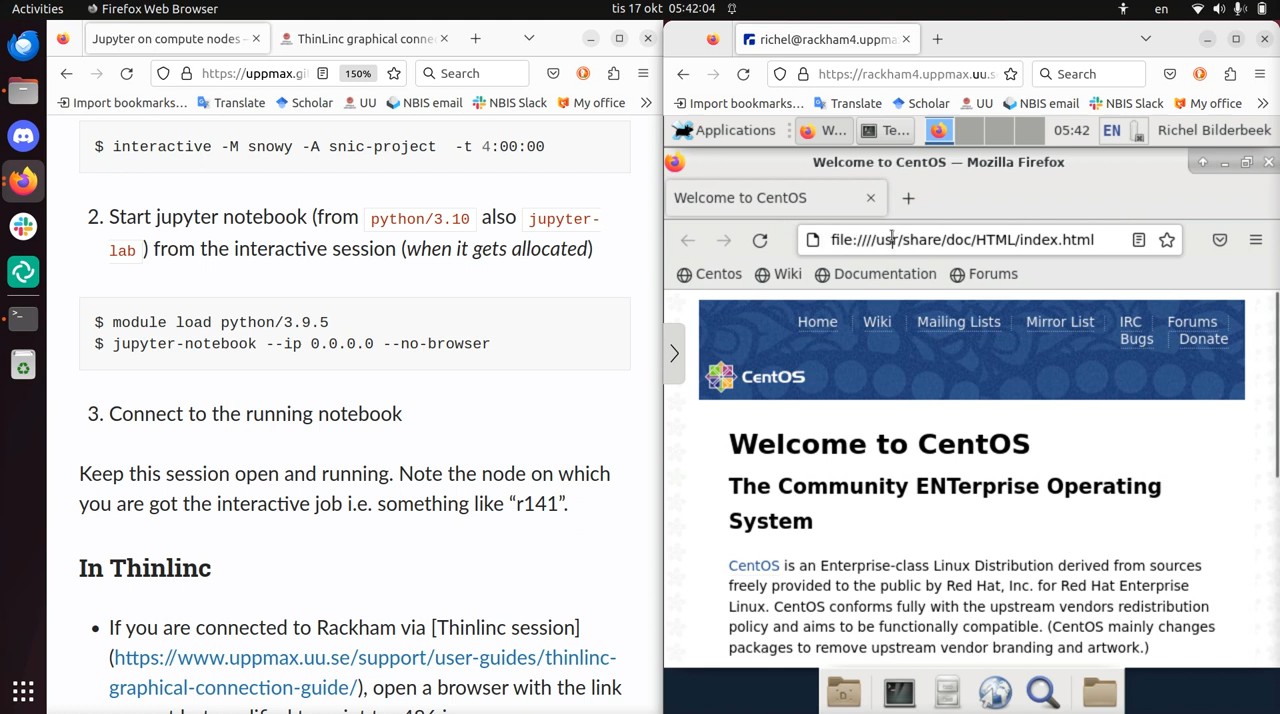 Activities
Firefox Web Browser
tis 17 okt 05:42:04
en
Jupyter on compute nodes –
ThinLinc graphical conne
https://uppmax.gi
150%
Search
Import bookmarks…
Translate
Scholar
UU
NBIS email
NBIS Slack
My office
$ interactive -M snowy -A snic-project -t 4:00:00
2. Start jupyter notebook (from python/3.10 also jupyter-
lab ) from the interactive session (when it gets allocated)
$ module load python/3.9.5
$ jupyter-notebook --ip 0.0.0.0 --no-browser
3. Connect to the running notebook
Keep this session open and running. Note the node on which
you are got the interactive job i.e. something like “r141”.
In Thinlinc
• If you are connected to Rackham via [Thinlinc session]
(https://www.uppmax.uu.se/support/user-guides/thinlinc-
graphical-connection-guide/), open a browser with the link
richel@rackham4.uppma
https://rackham4.uppmax.uu.s
Search
Import bookmarks…
Translate
Scholar
UU
NBIS email
NBIS Slack
My office
Applications
W...
Te...
05:42
EN
Richel Bilderbeek
Welcome to CentOS — Mozilla Firefox
Welcome to CentOS
file:////usr/share/doc/HTML/index.html
Centos
Wiki
Documentation
Forums
Home
Wiki
Mailing Lists
Mirror List
IRC
Forums
Bugs
Donate
CentOS
Welcome to CentOS
The Community ENTerprise Operating
System
CentOS is an Enterprise-class Linux Distribution derived from sources
freely provided to the public by Red Hat, Inc. for Red Hat Enterprise
Linux. CentOS conforms fully with the upstream vendors redistribution
policy and aims to be functionally compatible. (CentOS mainly changes
packages to remove upstream vendor branding and artwork.)